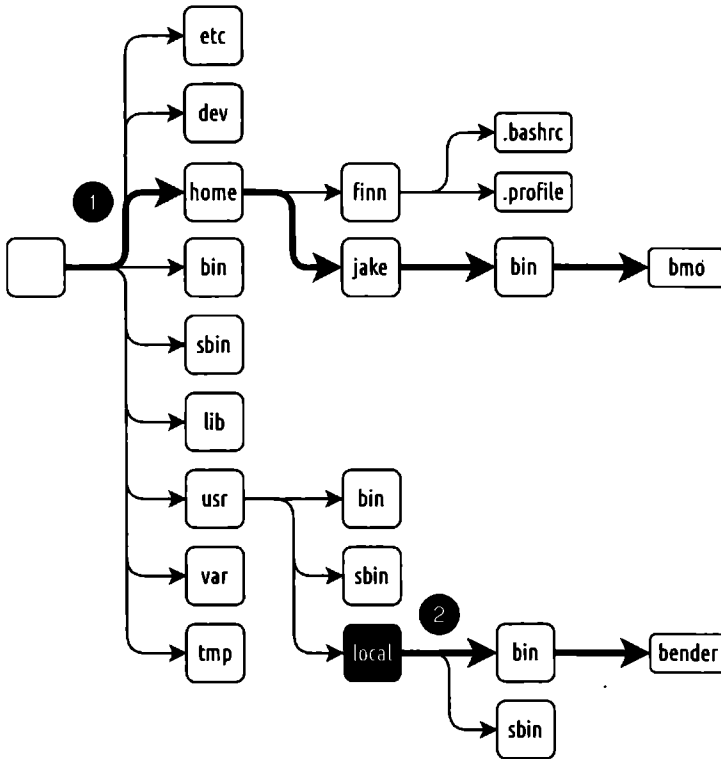 etc
dev
.bashrc
1
home
finn
.profile
bin
jake
bin
bmo
sbin
lib
usr
bin
var
sbin
2
tmp
local
bin
bender
sbin